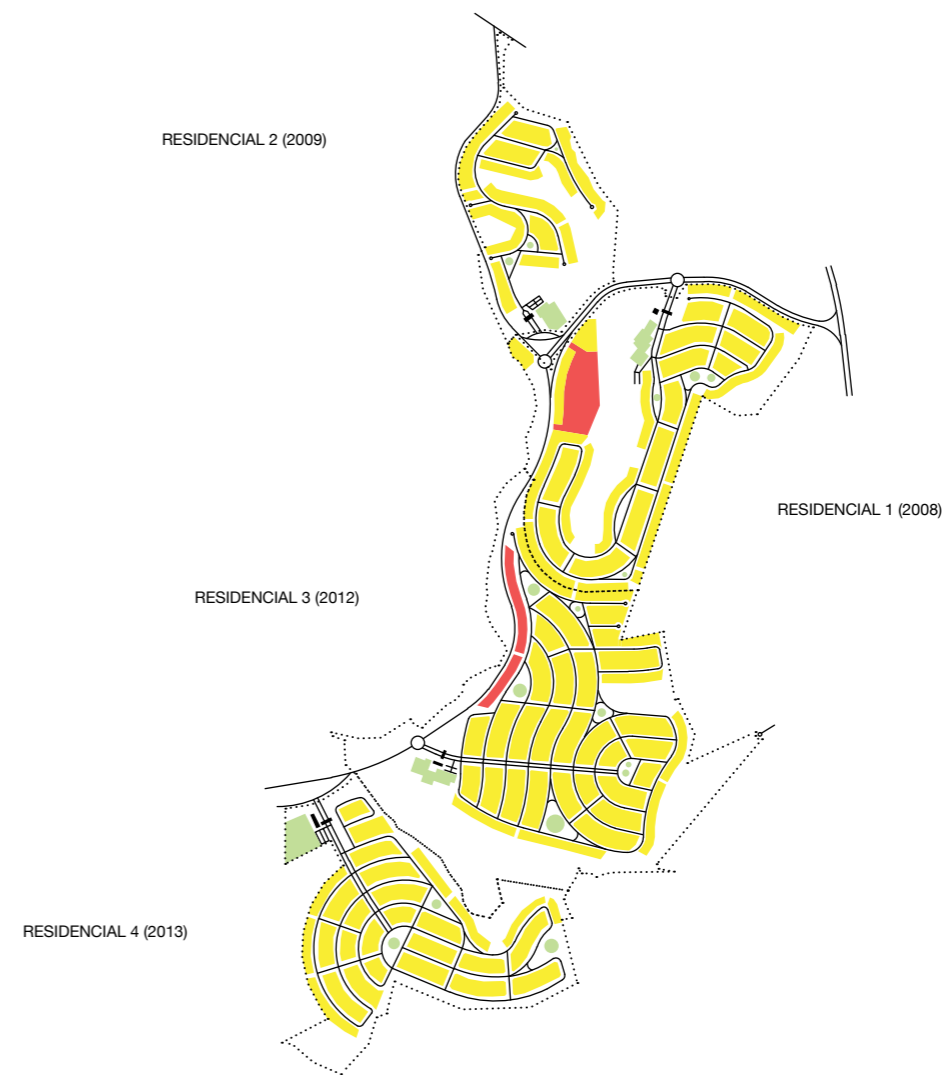 RESIDENCIAL 2 (2009)
RESIDENCIAL 1 (2008)
RESIDENCIAL 3 (2012)
RESIDENCIAL 4 (2013)